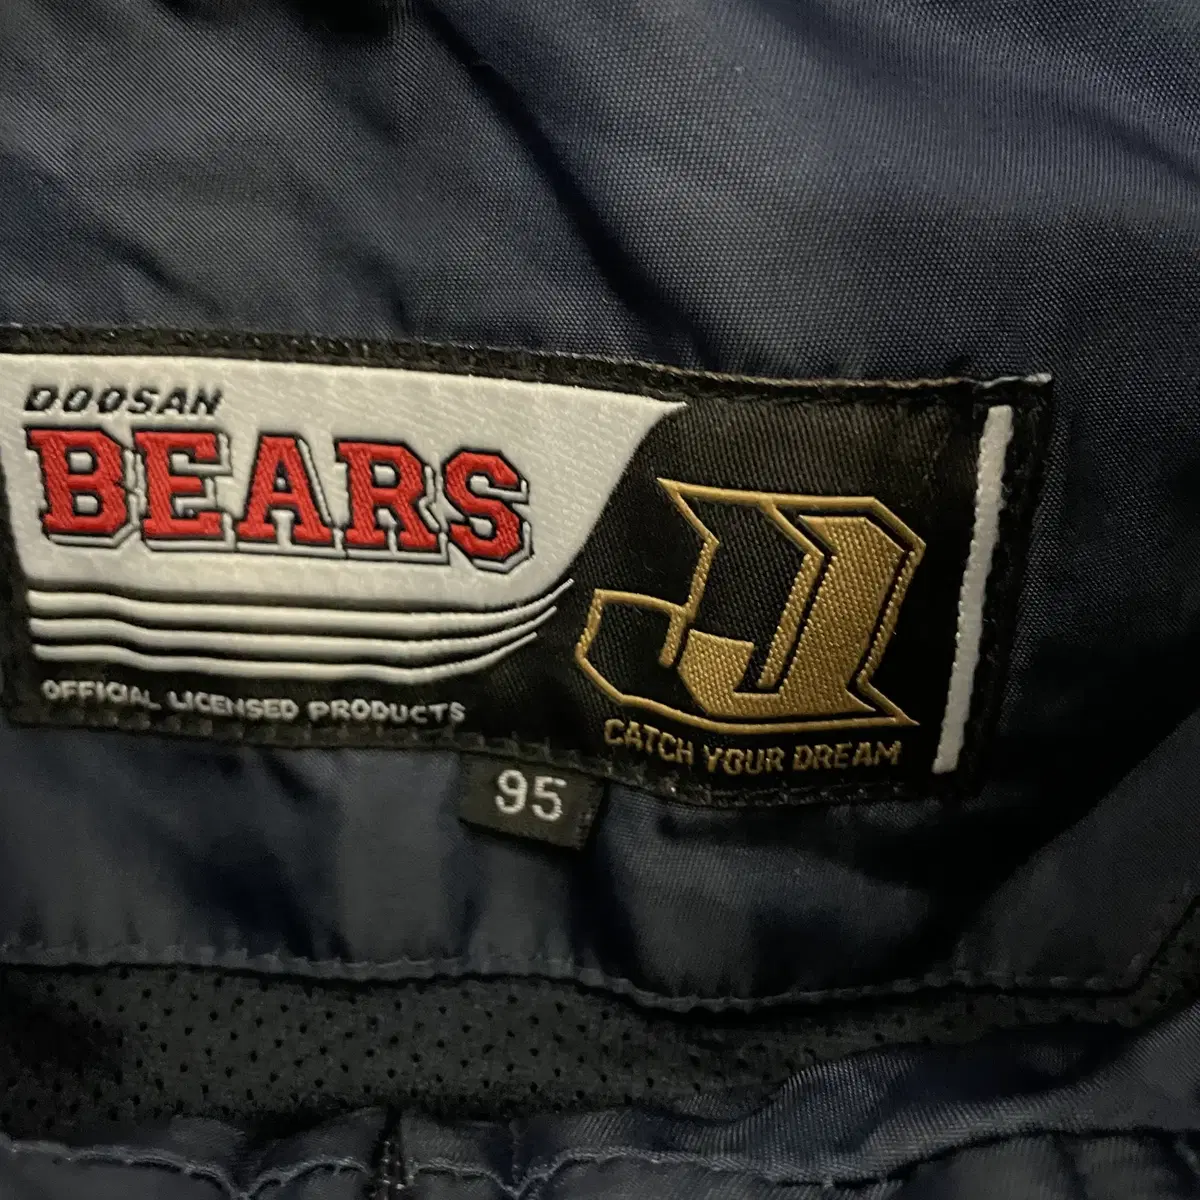 DOOSAN
BEARS
OFFICIAL LICENSED PRODUCTS
CATCH YOUR DREAM
95